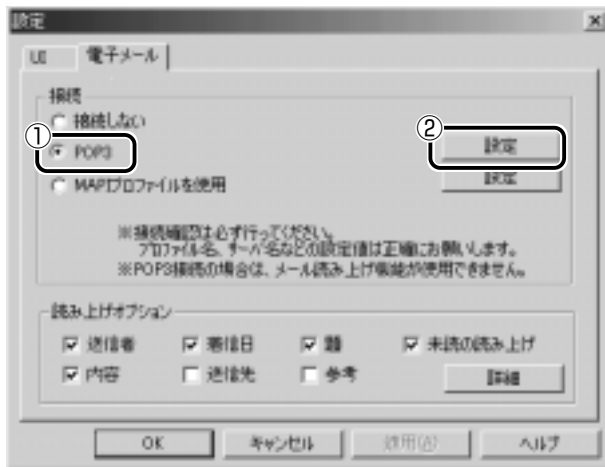 設定
UI 電子メール
接続
接続しない
① POP3 ② 設定
MAPIプロファイルを使用 設定
※接続確認は必ず行ってください。
プロファイル名、サーバ名などの設定値は正確にお願いします。
※POP3接続の場合は、メール読み上げ機能が使用できません。
読み上げオプション
送信者 着信日 題 未読の読み上げ
内容 送信先 参考 詳細
OK キャンセル 適用(A) ヘルプ